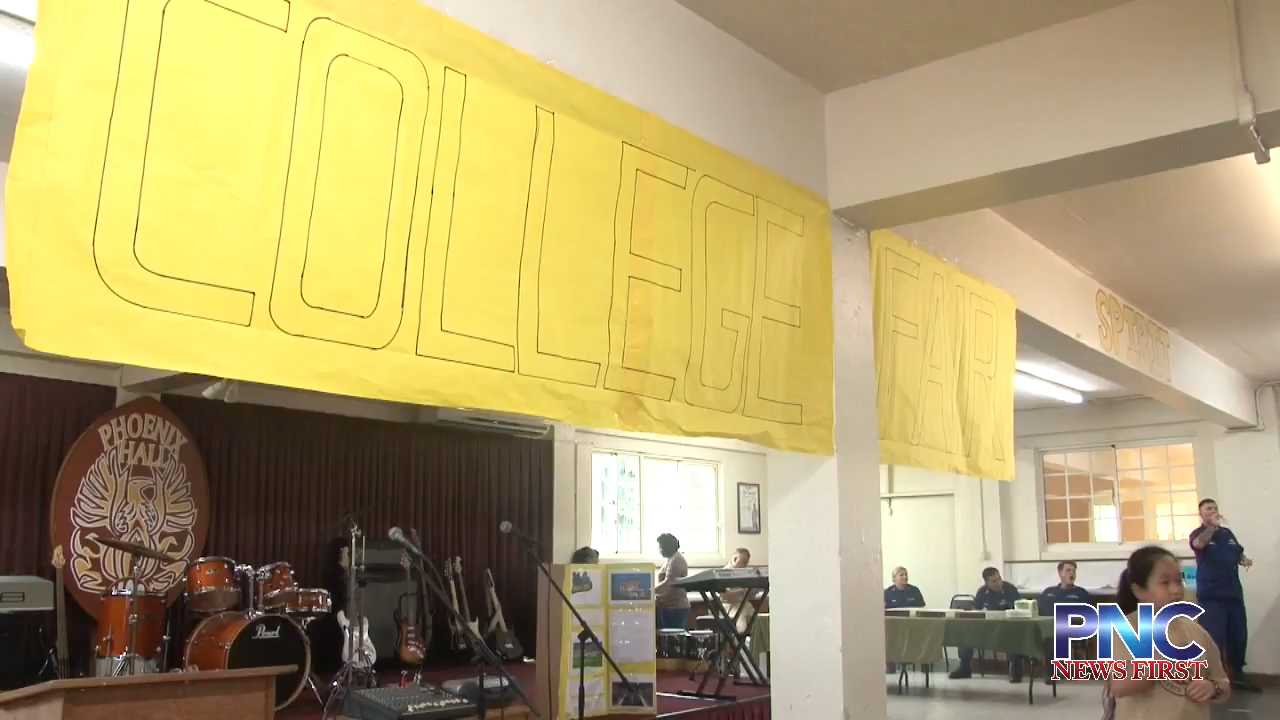 COLLEGE FAIR
SPIRIT
PHOENIX
HALL
Pearl
PNC
NEWS FIRST